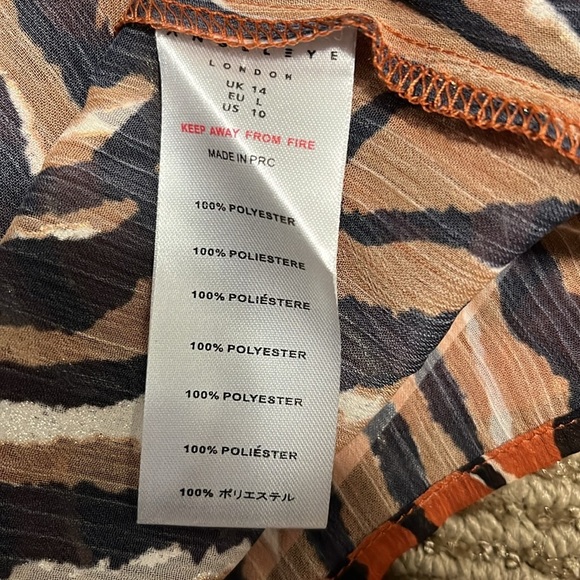 ANGELEYE
LONDON
UK 14
EU L
US 10
KEEP AWAY FROM FIRE
MADE IN PRC
100% POLYESTER
100% POLIESTERE
100% POLIÉSTERE
100% POLYESTER
100% POLYESTER
100% POLIÉSTER
100% ポリエステル